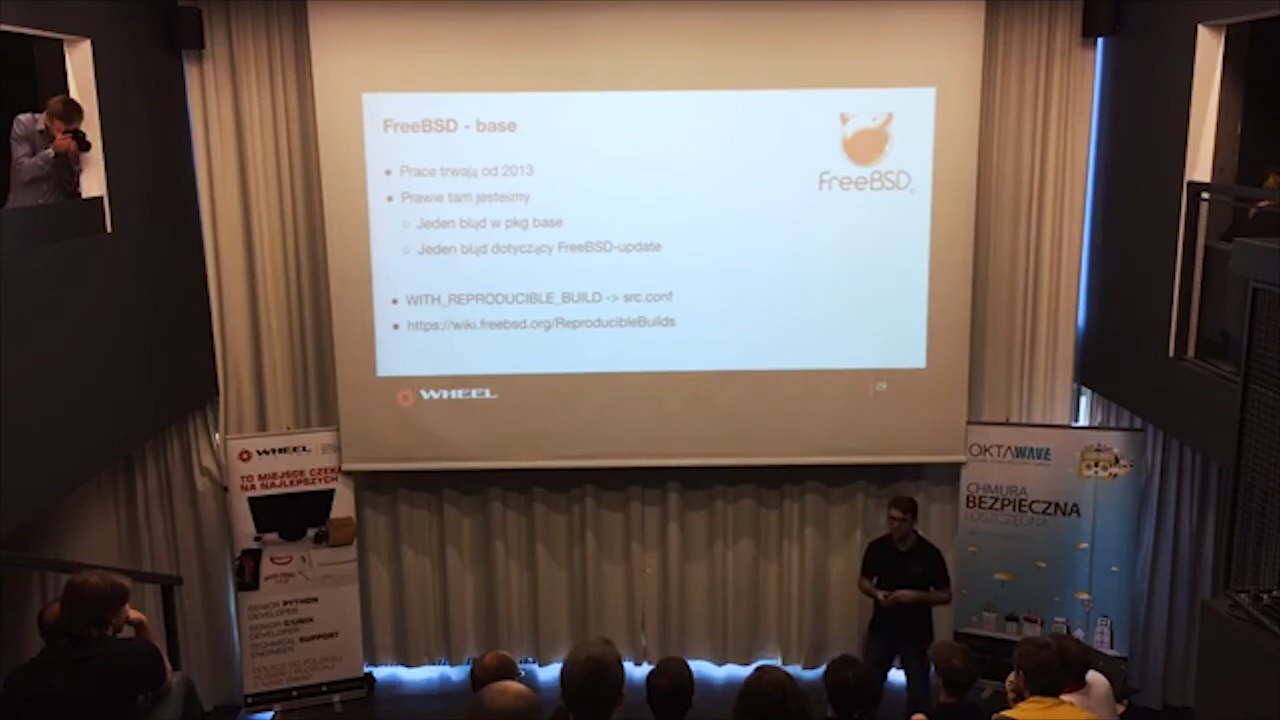 FreeBSD - base
FreeBSD
Prace trwają od 2013
Prawie tam jesteśmy
Jeden błąd w pkg base
Jeden błąd dotyczący FreeBSD-update
WITH_REPRODUCIBLE_BUILD -> src.conf
https://wiki.freebsd.org/ReproducibleBuilds
WHEEL
29
WHEEL
TO MIEJSCE CZEKA
NA NAJLEPSZYCH
SENIOR PYTHON
DEVELOPER
SENIOR C/UNIX
DEVELOPER
TECHNICAL SUPPORT
ENGINEER
OKTAWAVE
CHMURA
BEZPIECZNA